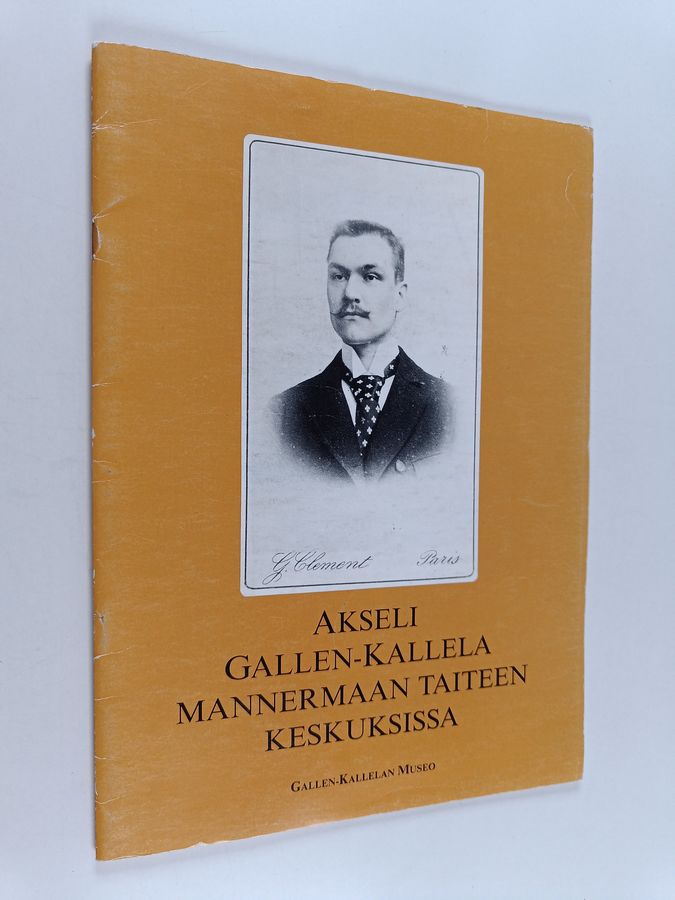 G. Clement Paris
AKSELI
GALLEN-KALLELA
MANNERMAAN TAITEEN
KESKUKSISSA
GALLEN-KALLELAN MUSEO